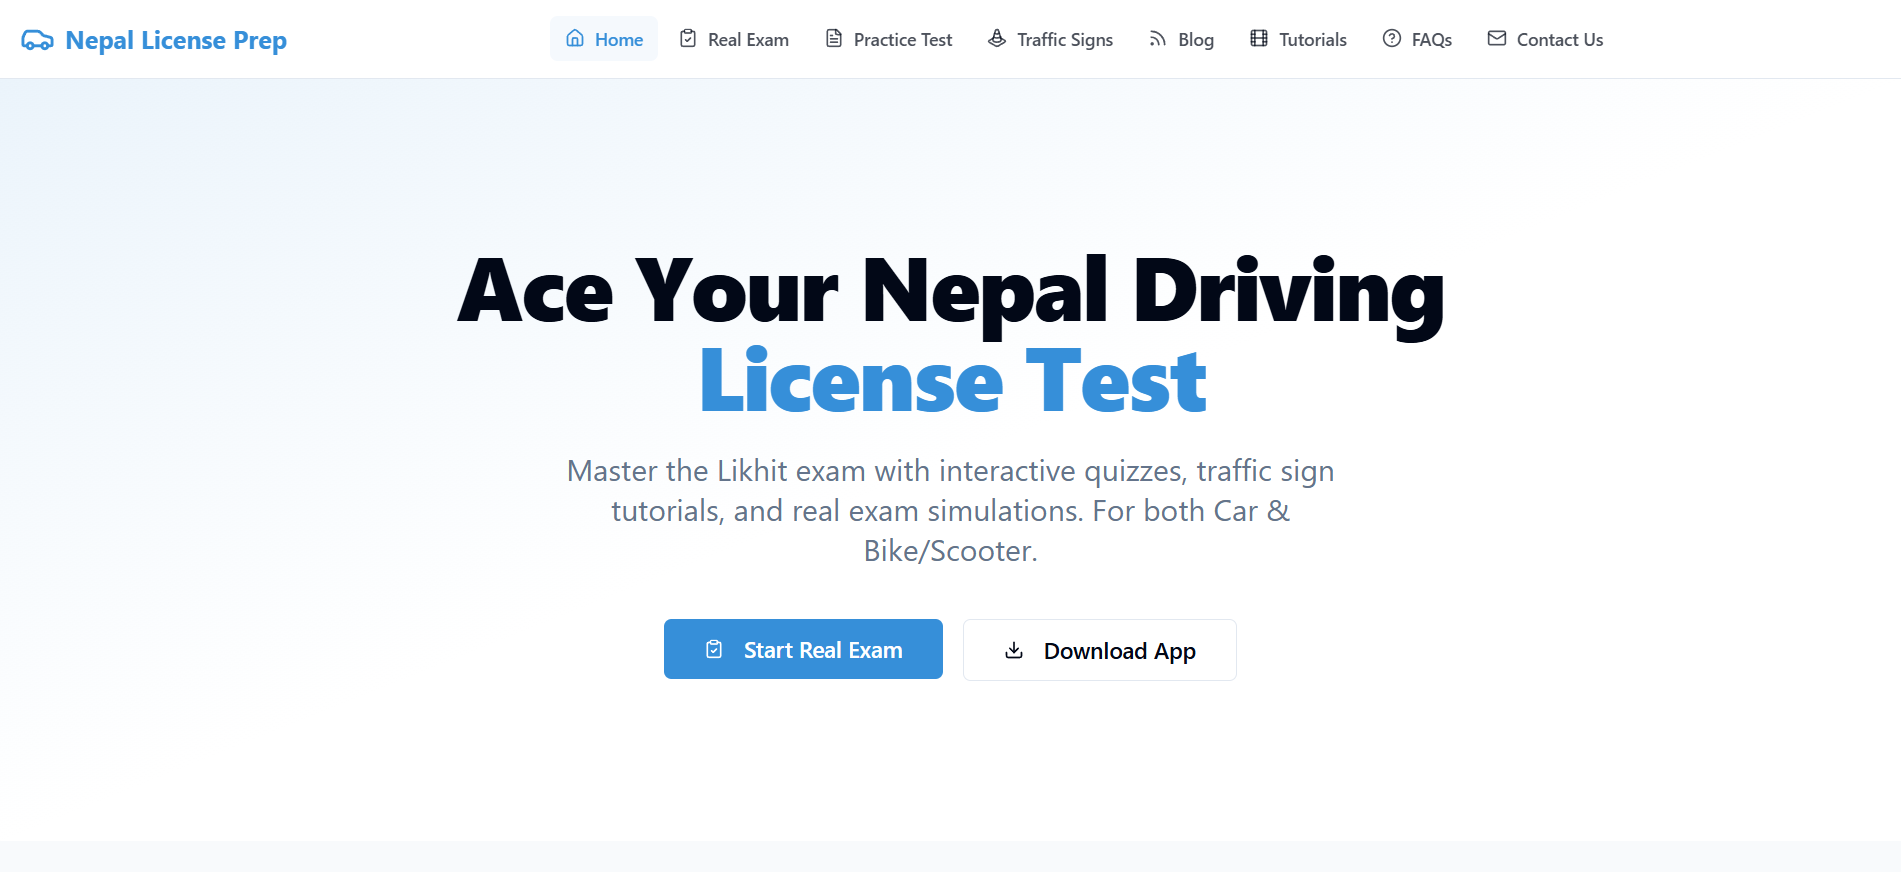 Nepal License Prep
Home
Real Exam
Practice Test
Traffic Signs
Blog
Tutorials
FAQs
Contact Us
Ace Your Nepal Driving
License Test
Master the Likhit exam with interactive quizzes, traffic sign
tutorials, and real exam simulations. For both Car &
Bike/Scooter.
Start Real Exam
Download App